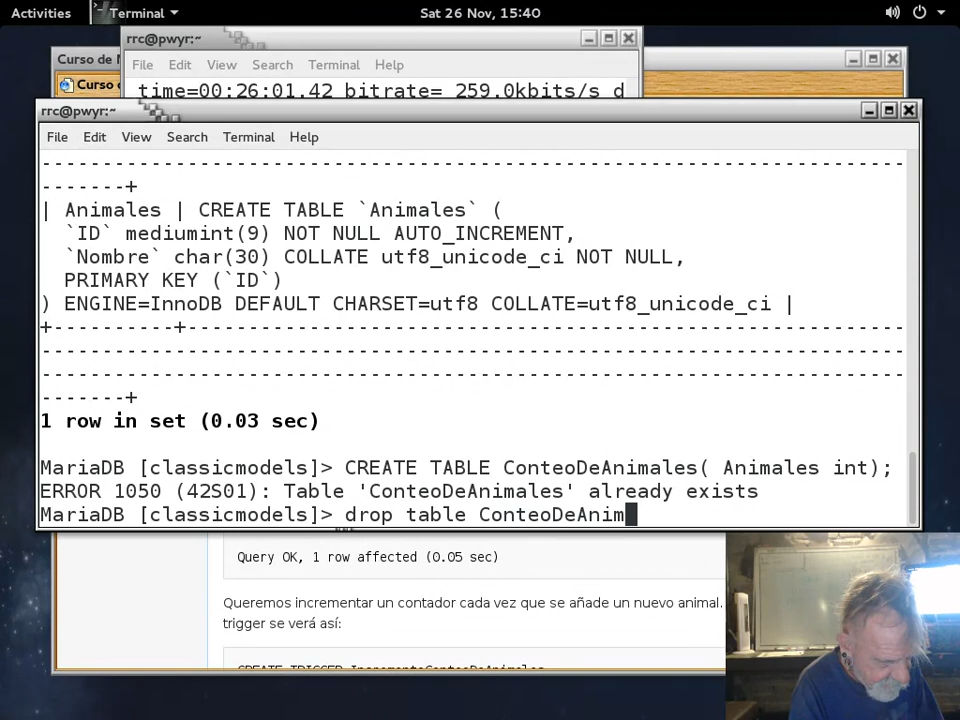 Activities Terminal Sat 26 Nov, 15:40
rrc@pwyr:~
File Edit View Search Terminal Help
time=00:26:01.42 bitrate= 259.0kbits/s d
Curso de
Curso
rrc@pwyr:~
File Edit View Search Terminal Help
-----------------------------------------------------------------------
-------+
| Animales | CREATE TABLE `Animales` (
`ID` mediumint(9) NOT NULL AUTO_INCREMENT,
`Nombre` char(30) COLLATE utf8_unicode_ci NOT NULL,
PRIMARY KEY (`ID`)
) ENGINE=InnoDB DEFAULT CHARSET=utf8 COLLATE=utf8_unicode_ci |
+----------+-----------------------------------------------------------
-----------------------------------------------------------------------
-----------------------------------------------------------------------
-------+
1 row in set (0.03 sec)
MariaDB [classicmodels]> CREATE TABLE ConteoDeAnimales( Animales int);
ERROR 1050 (42S01): Table 'ConteoDeAnimales' already exists
MariaDB [classicmodels]> drop table ConteoDeAnim
Query OK, 1 row affected (0.05 sec)
Queremos incrementar un contador cada vez que se añade un nuevo animal.
trigger se verá así:
CREATE TRIGGER IncrementoConteoDeAnimales